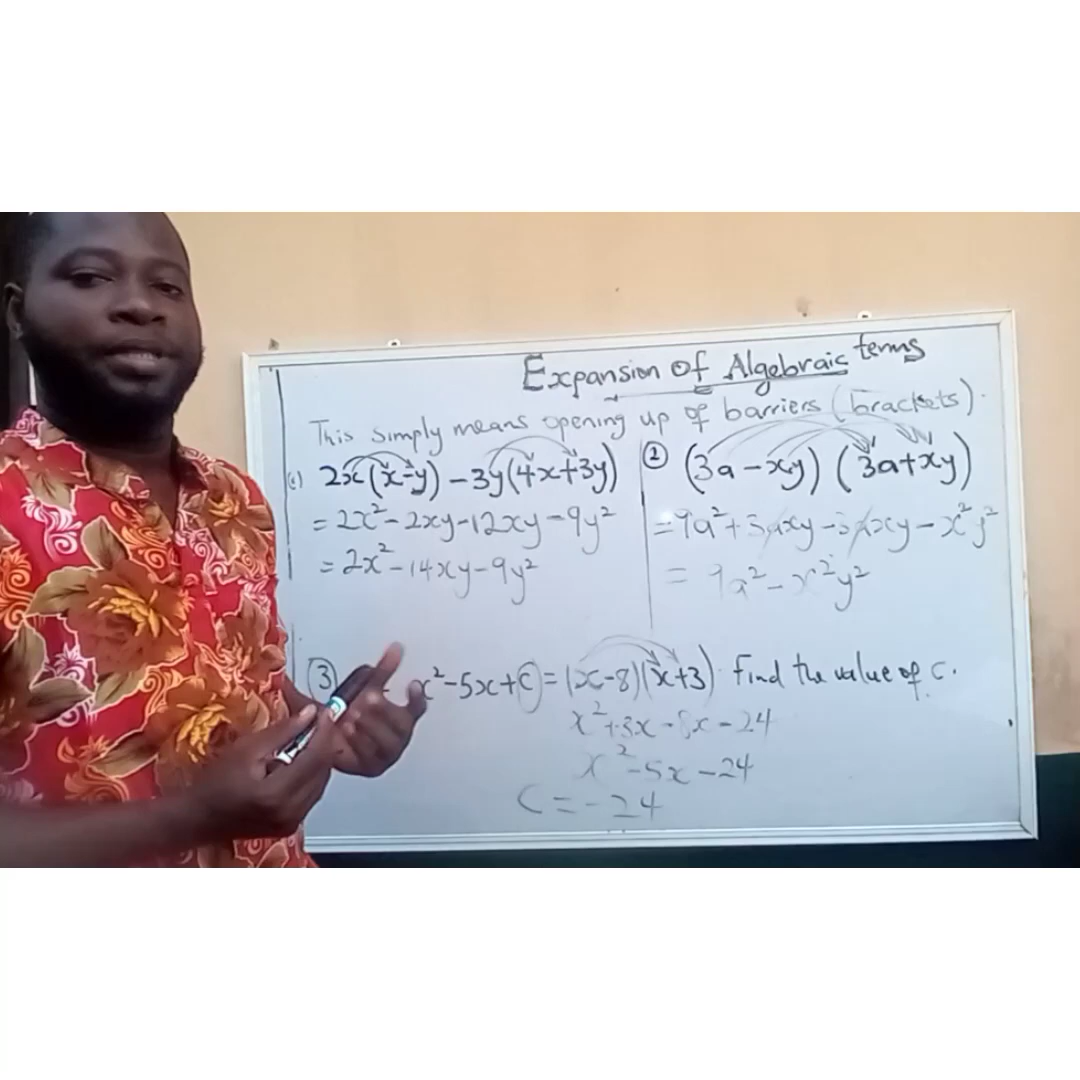 Expansion Of Algebraic terms
This simply means opening up of barriers (brackets).
(1) 2x(x-y) - 3y(4x+3y)
= 2x² - 2xy - 12xy - 9y²
= 2x² - 14xy - 9y²
② (3a - xy) (3a + xy)
= 9a² + 3axy - 3axy - x²y²
= 9a² - x²y²
③ x² - 5x + C = (x - 8)(x + 3). Find the value of C.
x² + 3x - 8x - 24
x² - 5x - 24
C = - 24